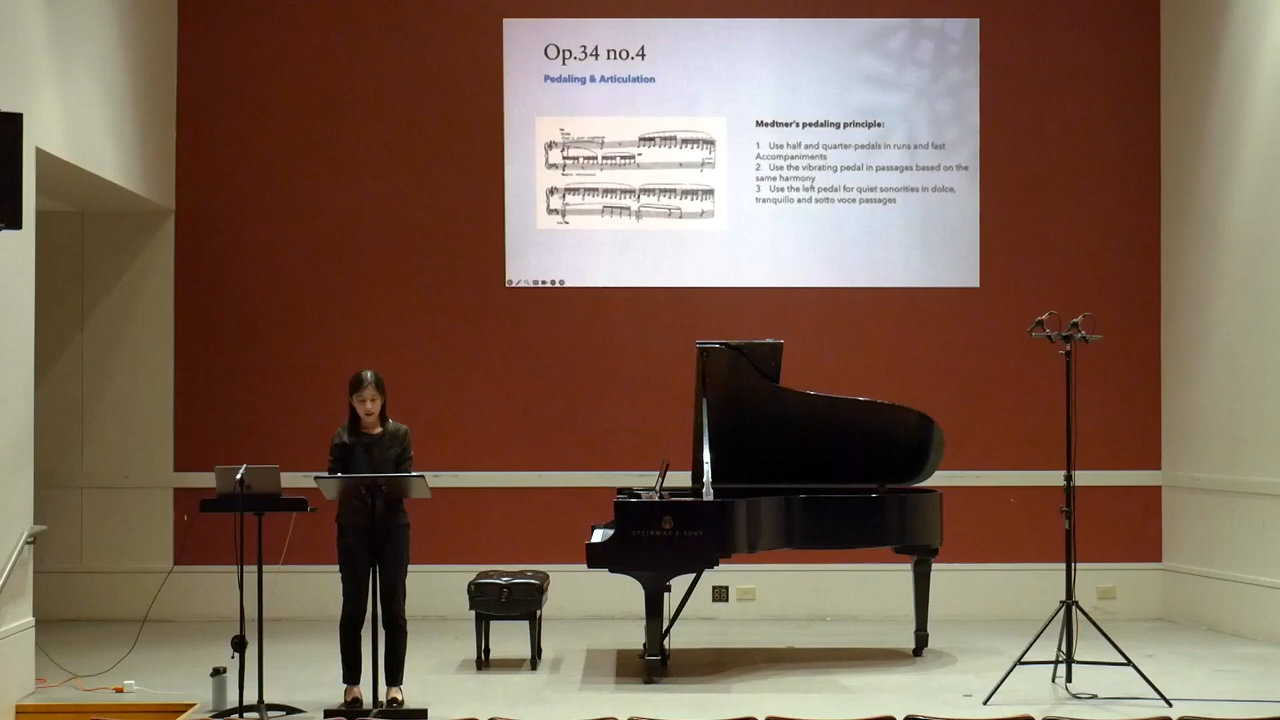 Op.34 no.4
Pedaling & Articulation
Medtner's pedaling principle:
1 Use half and quarter-pedals in runs and fast
Accompaniments
2. Use the vibrating pedal in passages based on the
same harmony
3 Use the left pedal for quiet sonorities in dolce,
tranquillo and sotto voce passages
STEINWAY & SONS